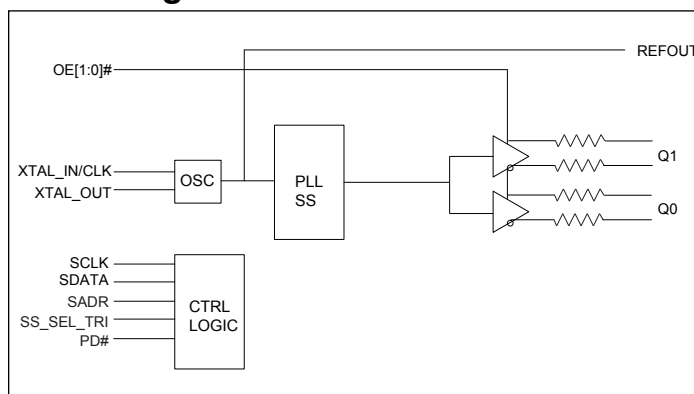 REFOUT
OE[1:0]#
XTAL_IN/CLK
XTAL_OUT
OSC
PLL
SS
Q1
Q0
SCLK
SDATA
SADR
SS_SEL_TRI
PD#
CTRL
LOGIC